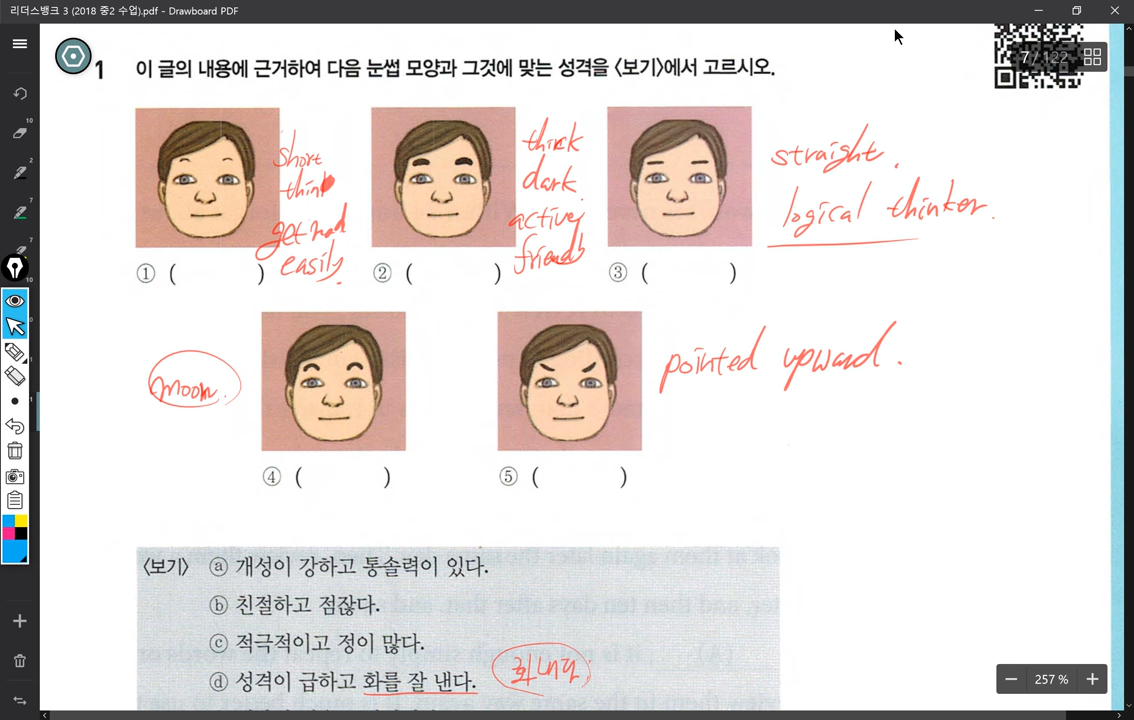 리더스뱅크 3 (2018 중2 수업).pdf - Drawboard PDF
7 / 122
1 이 글의 내용에 근거하여 다음 눈썹 모양과 그것에 맞는 성격을 〈보기〉에서 고르시오.
short
thin
get mad
easily.
thick
dark
active,
friendly
straight.
logical thinker.
① ( )
② ( )
③ ( )
moon.
pointed upward.
④ ( )
⑤ ( )
〈보기〉 ⓐ 개성이 강하고 통솔력이 있다.
ⓑ 친절하고 점잖다.
ⓒ 적극적이고 정이 많다.
ⓓ 성격이 급하고 화를 잘 낸다.
화내다;
257 %